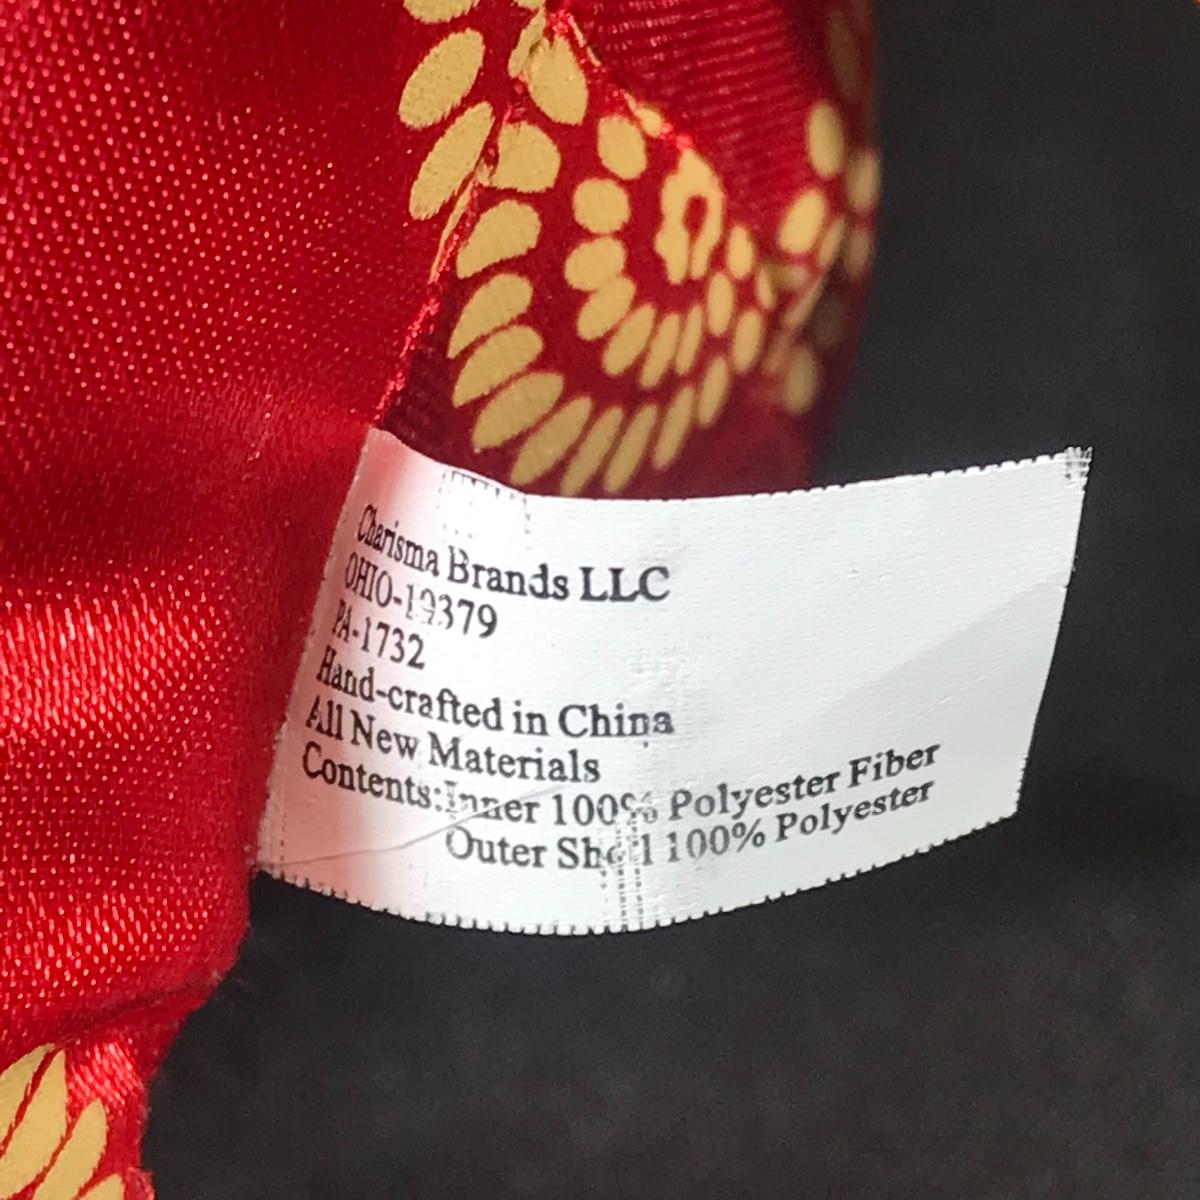 Charisma Brands LLC
OHIO-19379
PA-1732
Hand-crafted in China
All New Materials
Contents:Inner 100% Polyester Fiber
Outer Shell 100% Polyester